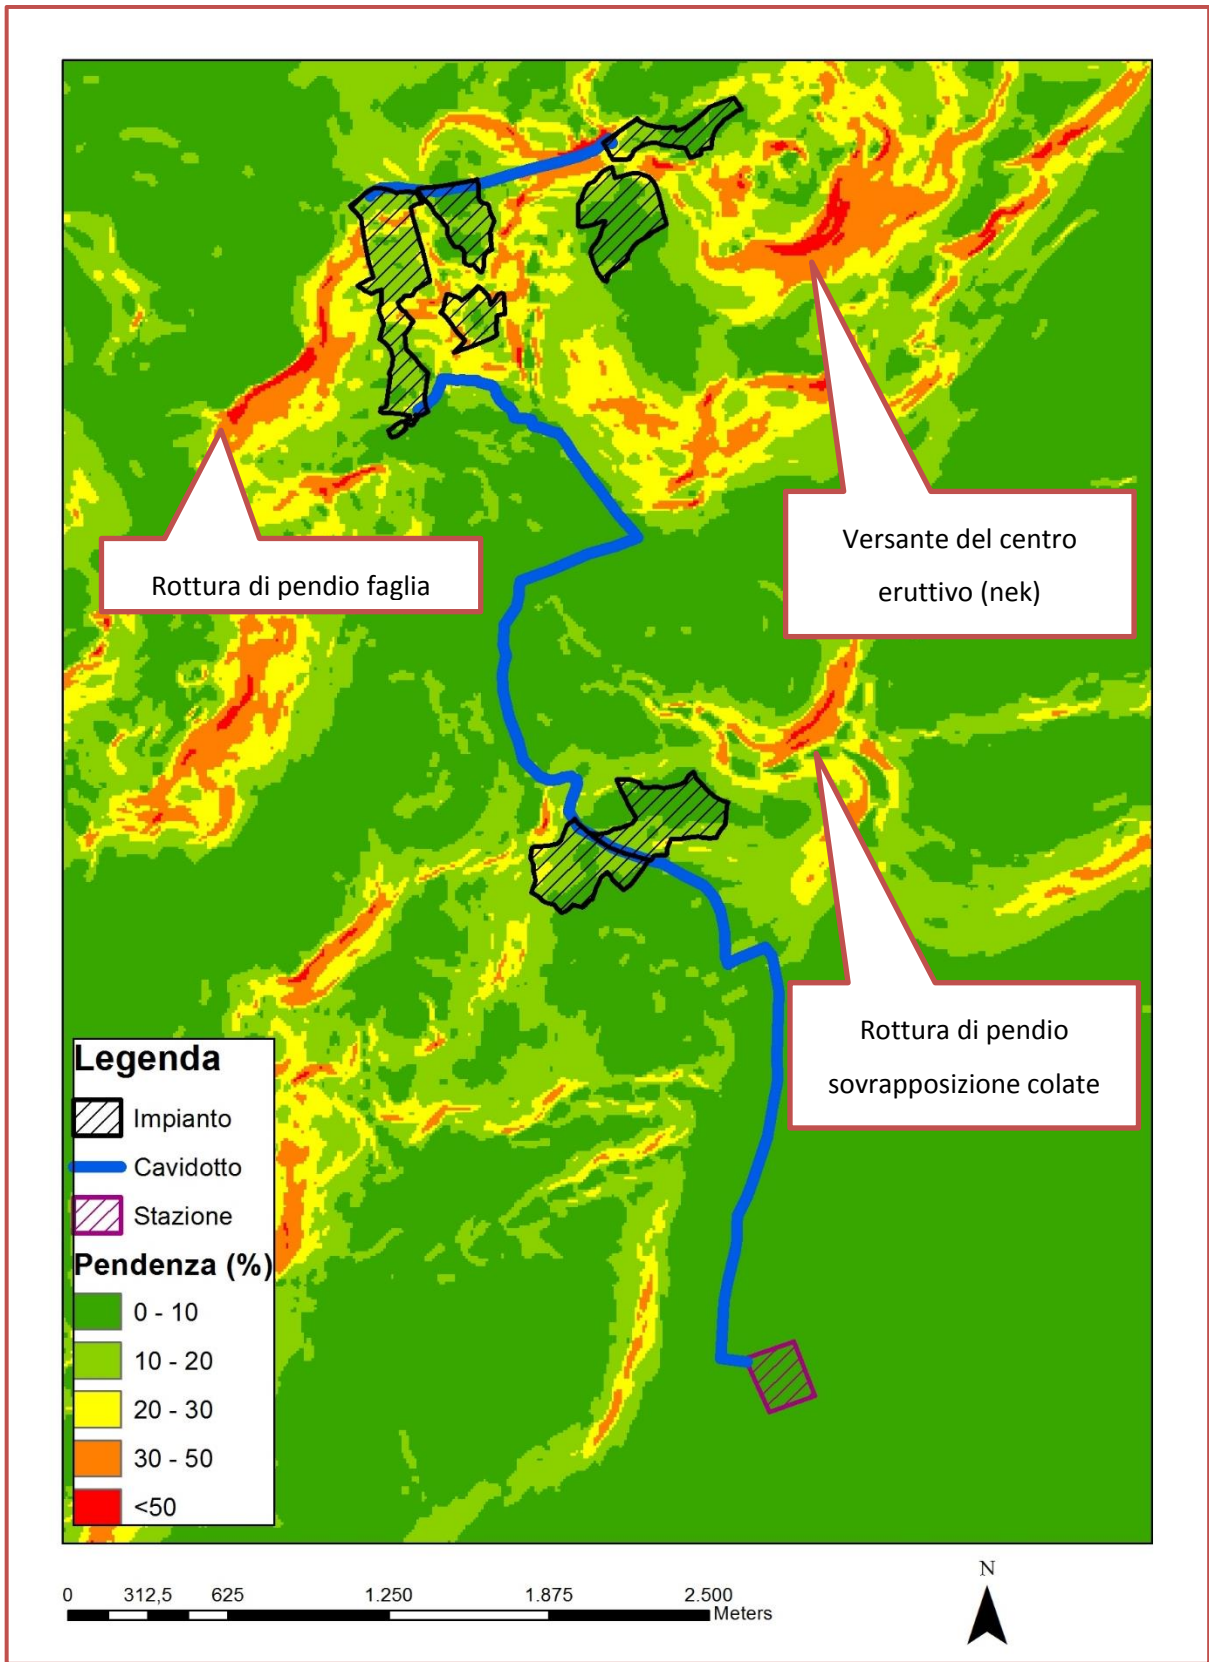 Versante del centro
eruttivo (nek)
Rottura di pendio faglia
Rottura di pendio
sovrapposizione colate
Legenda
Impianto
Cavidotto
Stazione
Pendenza (%)
0 - 10
10 - 20
20 - 30
30 - 50
<50
0 312,5 625 1.250 1.875 2.500
Meters
N